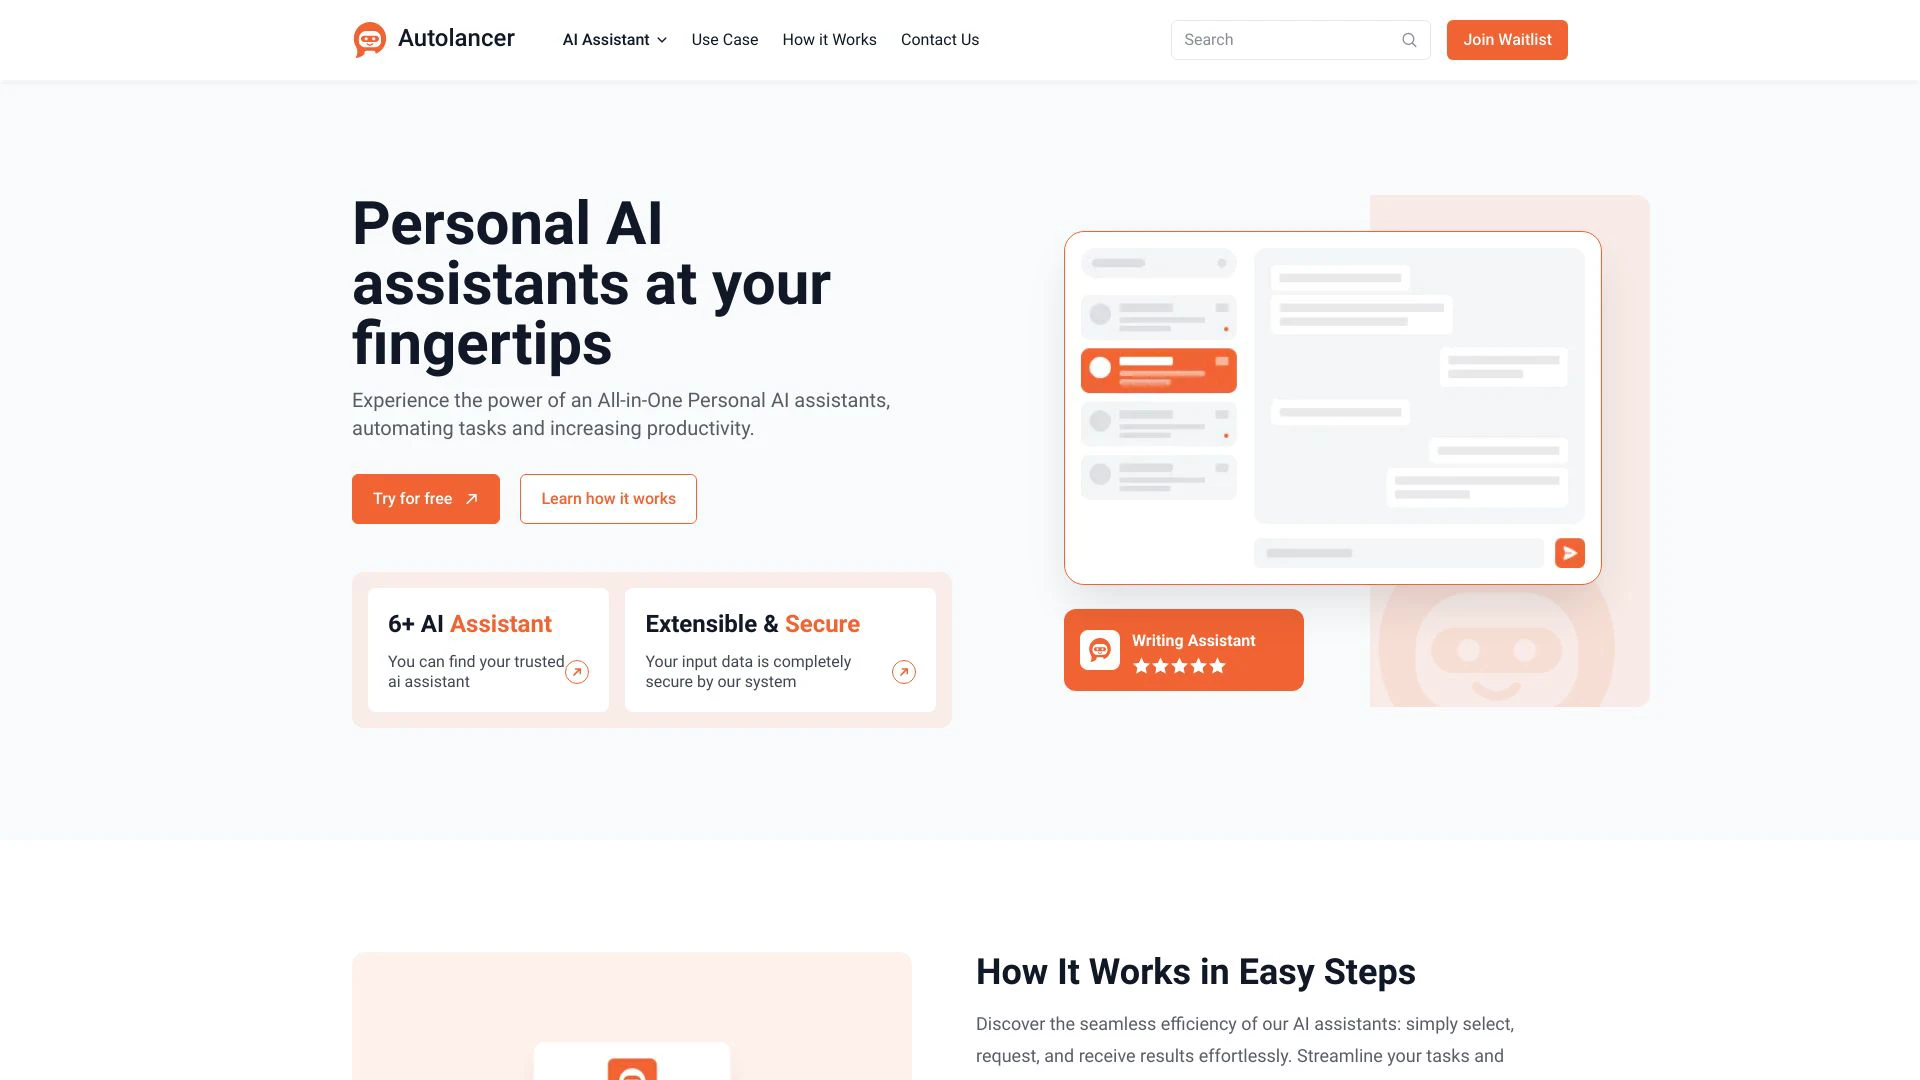 Autolancer
AI Assistant
Use Case
How it Works
Contact Us
Search
Join Waitlist
Personal AI
assistants at your
fingertips
Experience the power of an All-in-One Personal AI assistants,
automating tasks and increasing productivity.
Try for free
Learn how it works
6+ AI Assistant
You can find your trusted
ai assistant
Extensible & Secure
Your input data is completely
secure by our system
Writing Assistant
How It Works in Easy Steps
Discover the seamless efficiency of our AI assistants: simply select,
request, and receive results effortlessly. Streamline your tasks and